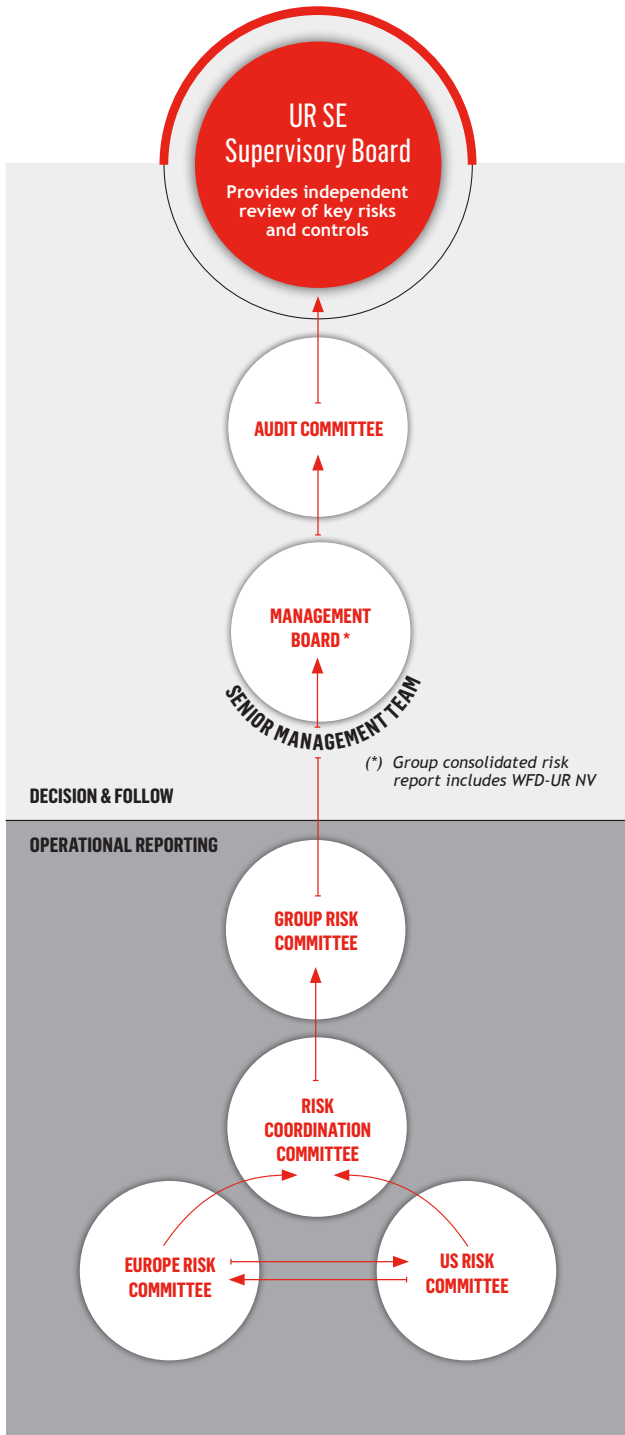 UR SE
Supervisory Board
Provides independent
review of key risks
and controls
AUDIT COMMITTEE
MANAGEMENT
BOARD *
SENIOR MANAGEMENT TEAM
(*) Group consolidated risk
report includes WFD-UR NV
DECISION & FOLLOW
OPERATIONAL REPORTING
GROUP RISK
COMMITTEE
RISK
COORDINATION
COMMITTEE
EUROPE RISK
COMMITTEE
US RISK
COMMITTEE